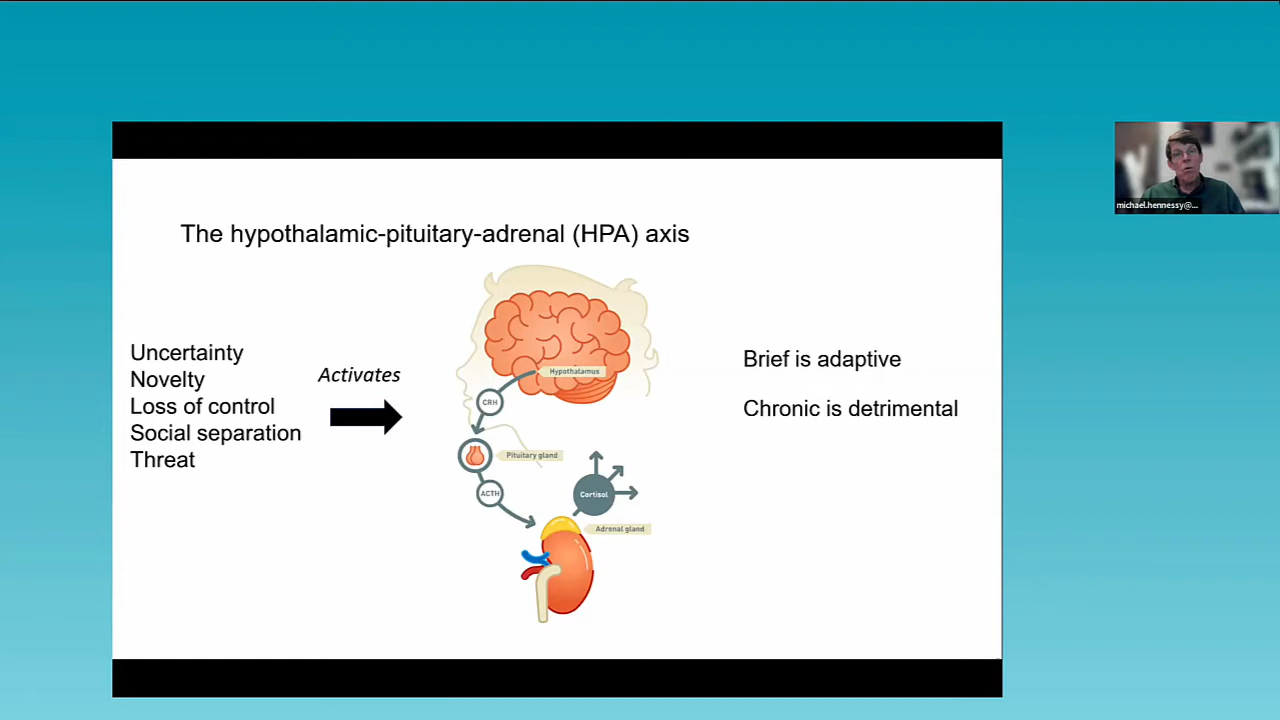 The hypothalamic-pituitary-adrenal (HPA) axis
Uncertainty
Novelty
Loss of control
Social separation
Threat
Activates
Hypothalamus
CRH
Pituitary gland
ACTH
Cortisol
Adrenal gland
Brief is adaptive
Chronic is detrimental
michael.hennessy@...